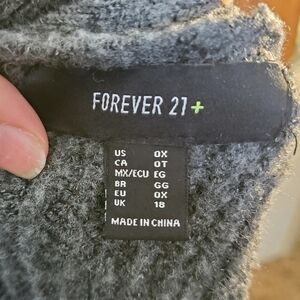 FOREVER 21+
US 0X
CA 0T
MX/ECU EG
BR GG
EU 0X
UK 18
MADE IN CHINA